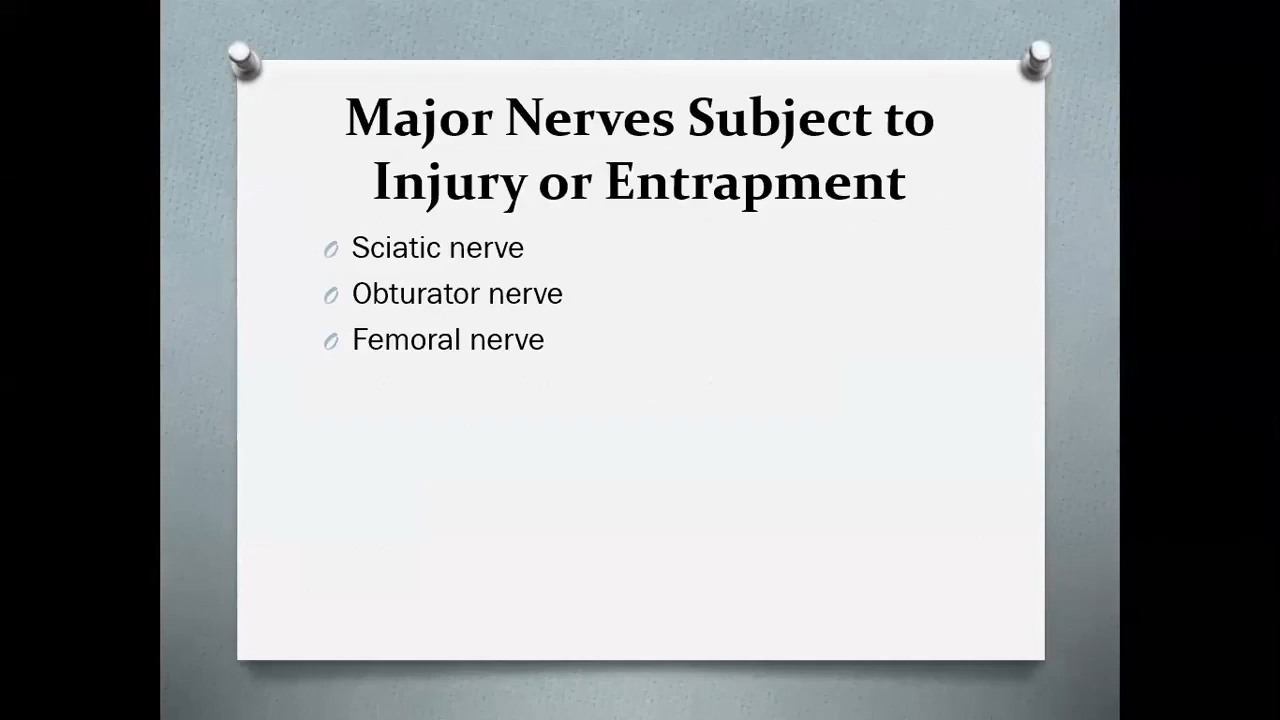 Major Nerves Subject to
Injury or Entrapment
Sciatic nerve
Obturator nerve
Femoral nerve